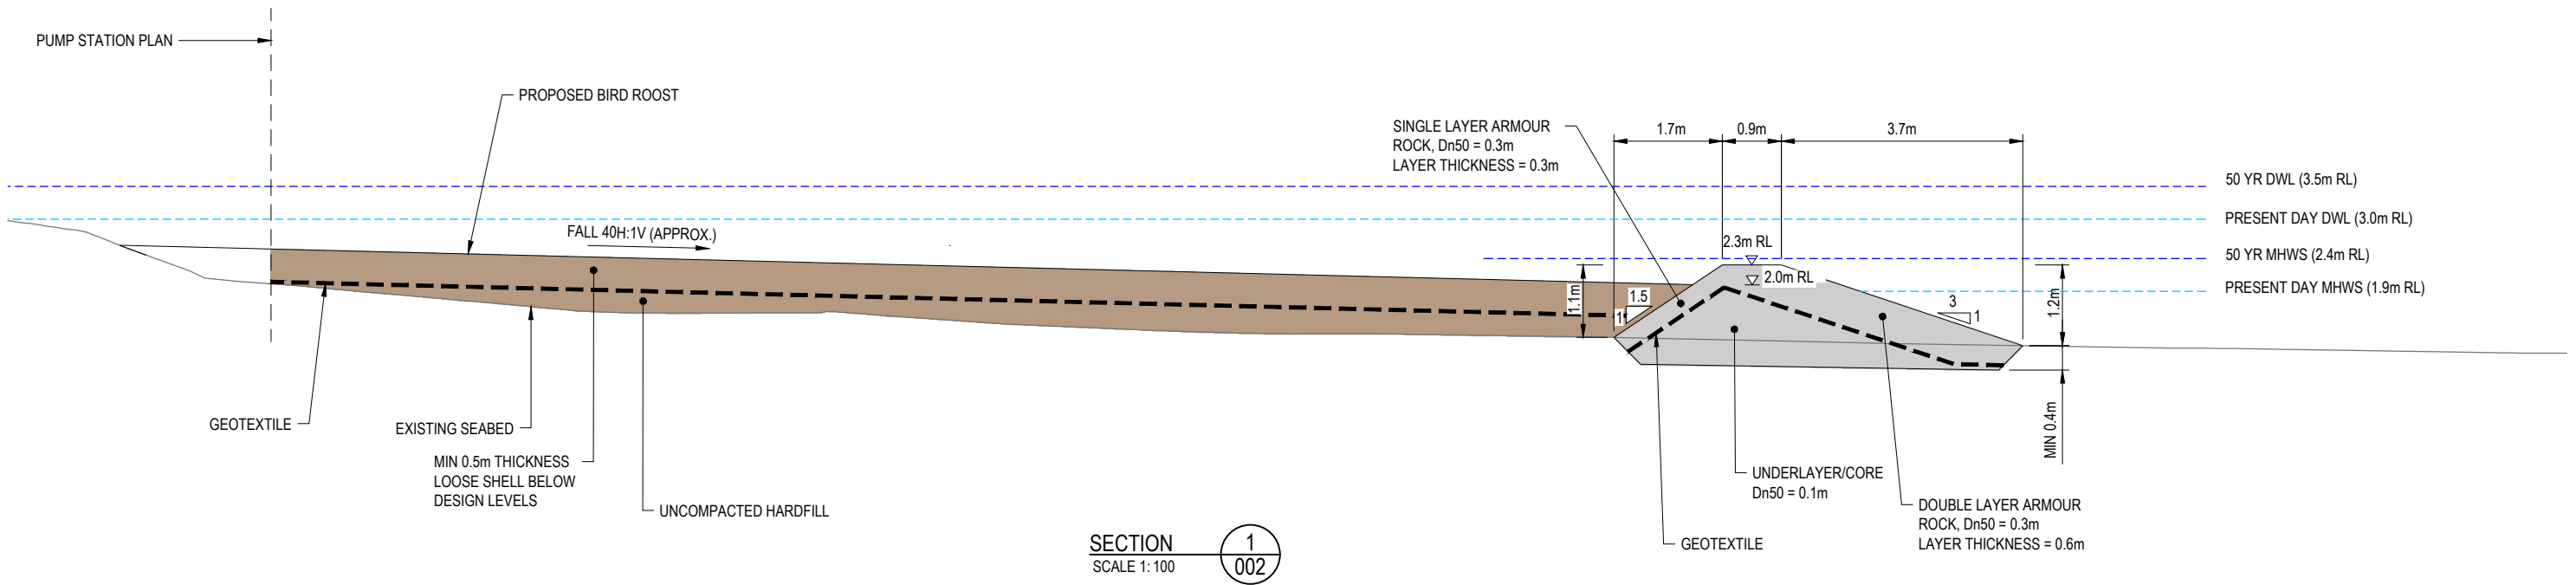 PUMP STATION PLAN
PROPOSED BIRD ROOST
SINGLE LAYER ARMOUR
ROCK, Dn50 = 0.3m
LAYER THICKNESS = 0.3m
1.7m
0.9m
3.7m
50 YR DWL (3.5m RL)
PRESENT DAY DWL (3.0m RL)
50 YR MHWS (2.4m RL)
PRESENT DAY MHWS (1.9m RL)
FALL 40H:1V (APPROX.)
2.3m RL
2.0m RL
1.1m
1.5
1
3
1
1.2m
MIN 0.4m
GEOTEXTILE
EXISTING SEABED
MIN 0.5m THICKNESS
LOOSE SHELL BELOW
DESIGN LEVELS
UNCOMPACTED HARDFILL
UNDERLAYER/CORE
Dn50 = 0.1m
DOUBLE LAYER ARMOUR
ROCK, Dn50 = 0.3m
LAYER THICKNESS = 0.6m
GEOTEXTILE
SECTION
SCALE 1: 100
1
002